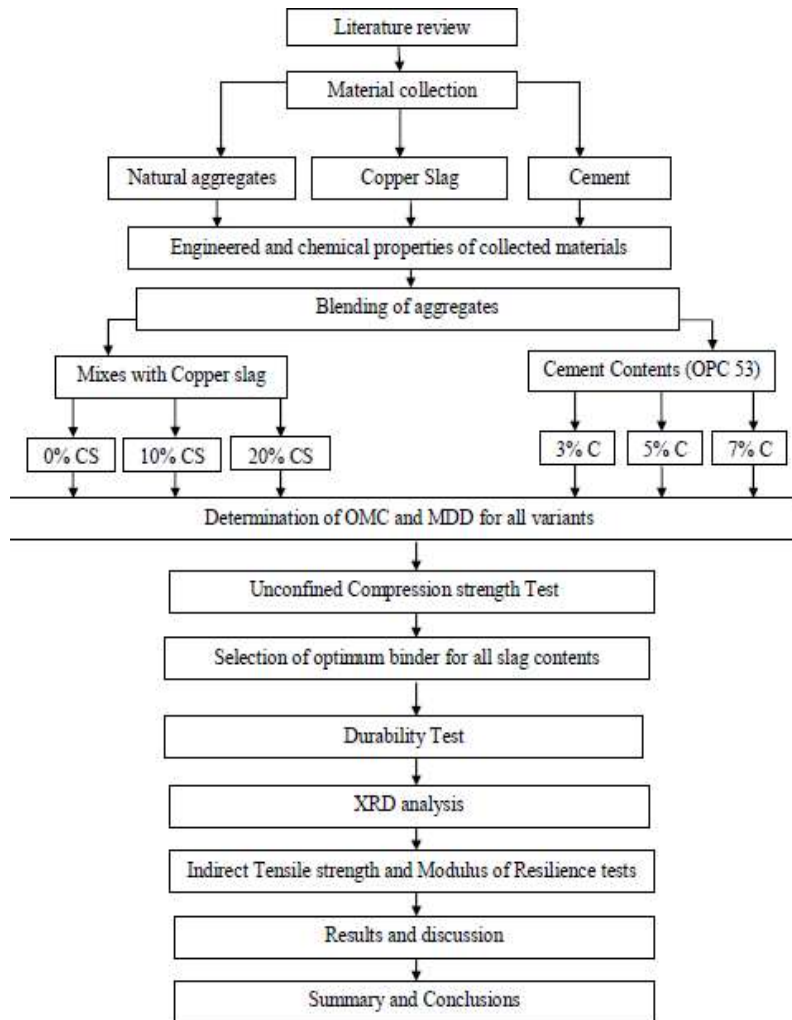 Literature review
Material collection
Natural aggregates
Copper Slag
Cement
Engineered and chemical properties of collected materials
Blending of aggregates
Mixes with Copper slag
Cement Contents (OPC 53)
0% CS
10% CS
20% CS
3% C
5% C
7% C
Determination of OMC and MDD for all variants
Unconfined Compression strength Test
Selection of optimum binder for all slag contents
Durability Test
XRD analysis
Indirect Tensile strength and Modulus of Resilience tests
Results and discussion
Summary and Conclusions